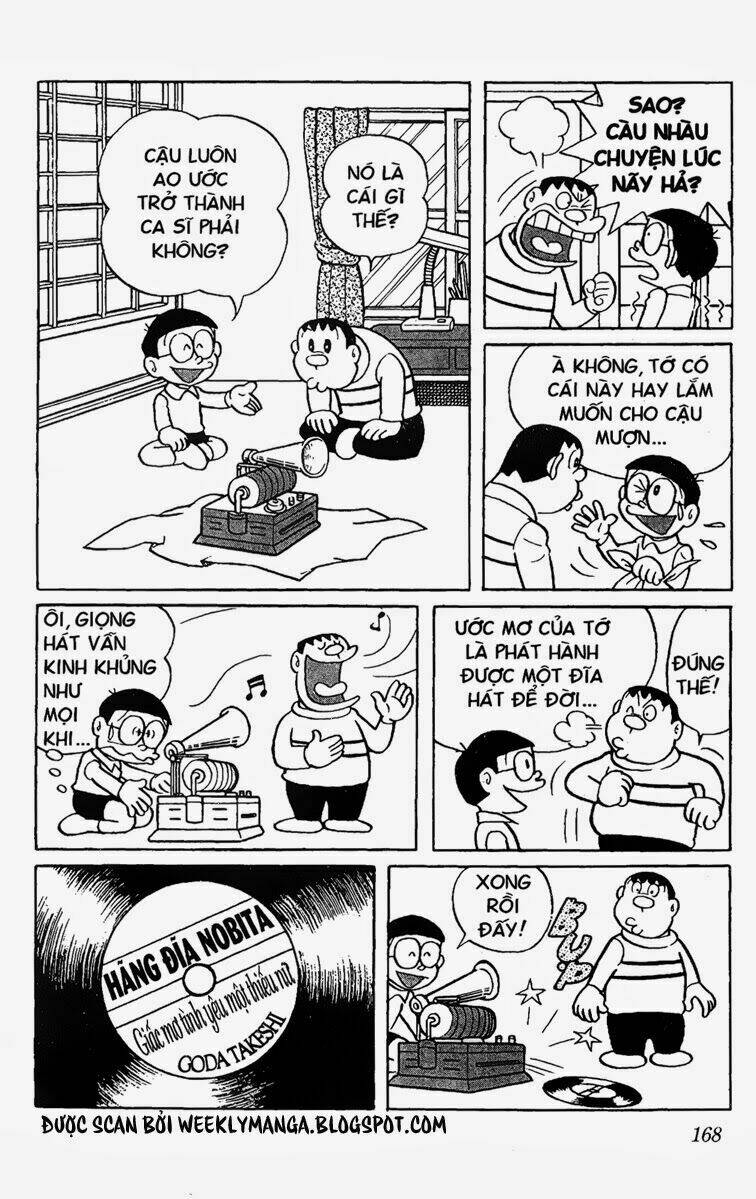 SAO?
CÀU NHÀU
CHUYỆN LÚC
NÃY HẢ?
À KHÔNG, TỚ CÓ
CÁI NÀY HAY LẮM
MUỐN CHO CẬU
MƯỢN...
NÓ LÀ
CÁI GÌ
THẾ?
CẬU LUÔN
AO ƯỚC
TRỞ THÀNH
CA SĨ PHẢI
KHÔNG?
ĐÚNG
THẾ!
ƯỚC MƠ CỦA TỚ
LÀ PHÁT HÀNH
ĐƯỢC MỘT ĐĨA
HÁT ĐỂ ĐỜI...
ÔI, GIỌNG
HÁT VẪN
KINH KHỦNG
NHƯ
MỌI
KHI...
BỤP
XONG
RỒI
ĐẤY!
HÃNG ĐĨA NOBITA
Giấc mơ tình yêu một thiếu nữ
GODA TAKESHI
ĐƯỢC SCAN BỞI WEEKLYMANGA.BLOGSPOT.COM
168